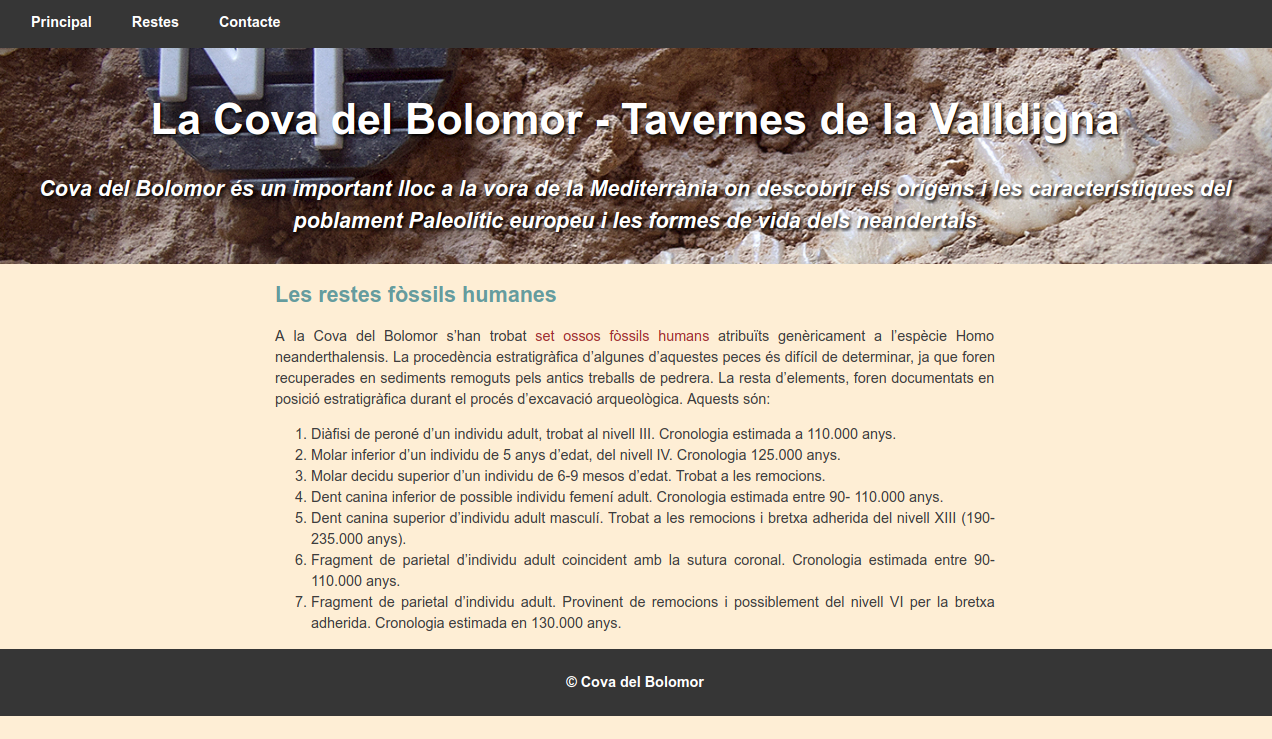 Principal Restes Contacte
La Cova del Bolomor - Tavernes de la Valldigna
Cova del Bolomor és un important lloc a la vora de la Mediterrània on descobrir els orígens i les característiques del
poblament Paleolític europeu i les formes de vida dels neandertals
Les restes fòssils humanes
A la Cova del Bolomor s’han trobat set ossos fòssils humans atribuïts genèricament a l’espècie Homo
neanderthalensis. La procedència estratigràfica d’algunes d’aquestes peces és difícil de determinar, ja que foren
recuperades en sediments remoguts pels antics treballs de pedrera. La resta d’elements, foren documentats en
posició estratigràfica durant el procés d’excavació arqueològica. Aquests són:
1. Diàfisi de peroné d’un individu adult, trobat al nivell III. Cronologia estimada a 110.000 anys.
2. Molar inferior d’un individu de 5 anys d’edat, del nivell IV. Cronologia 125.000 anys.
3. Molar decidu superior d’un individu de 6-9 mesos d’edat. Trobat a les remocions.
4. Dent canina inferior de possible individu femení adult. Cronologia estimada entre 90- 110.000 anys.
5. Dent canina superior d’individu adult masculí. Trobat a les remocions i bretxa adherida del nivell XIII (190-
235.000 anys).
6. Fragment de parietal d’individu adult coincident amb la sutura coronal. Cronologia estimada entre 90-
110.000 anys.
7. Fragment de parietal d’individu adult. Provinent de remocions i possiblement del nivell VI per la bretxa
adherida. Cronologia estimada en 130.000 anys.
© Cova del Bolomor